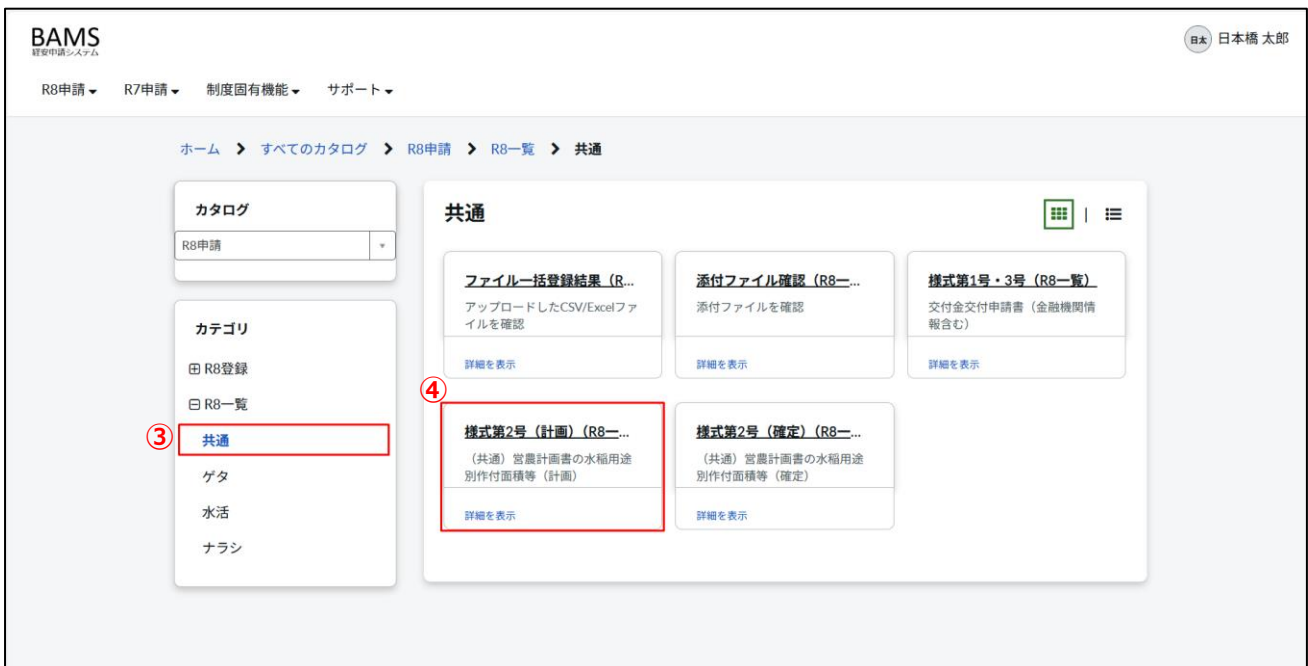 BAMS
経安申請システム
日太 日本橋 太郎
R8申請 R7申請 制度固有機能 サポート
ホーム > すべてのカタログ > R8申請 > R8一覧 > 共通
カタログ
R8申請
カテゴリ
R8登録
R8一覧
③ 共通
ゲタ
水活
ナラシ
共通
ファイル一括登録結果（R...
アップロードしたCSV/Excelファ
イルを確認
詳細を表示
添付ファイル確認（R8一...
添付ファイルを確認
詳細を表示
様式第1号・3号（R8一覧）
交付金交付申請書（金融機関情
報含む）
詳細を表示
④
様式第2号（計画）（R8一...
（共通）営農計画書の水稲用途
別作付面積等（計画）
詳細を表示
様式第2号（確定）（R8一...
（共通）営農計画書の水稲用途
別作付面積等（確定）
詳細を表示